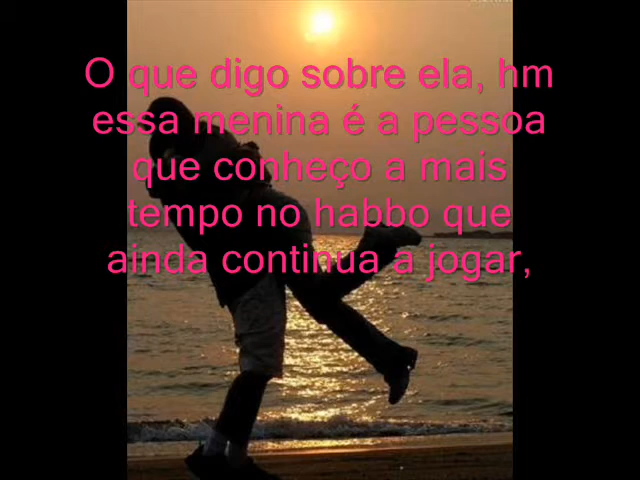 O que digo sobre ela, hm
essa menina é a pessoa
que conheço a mais
tempo no habbo que
ainda continua a jogar,